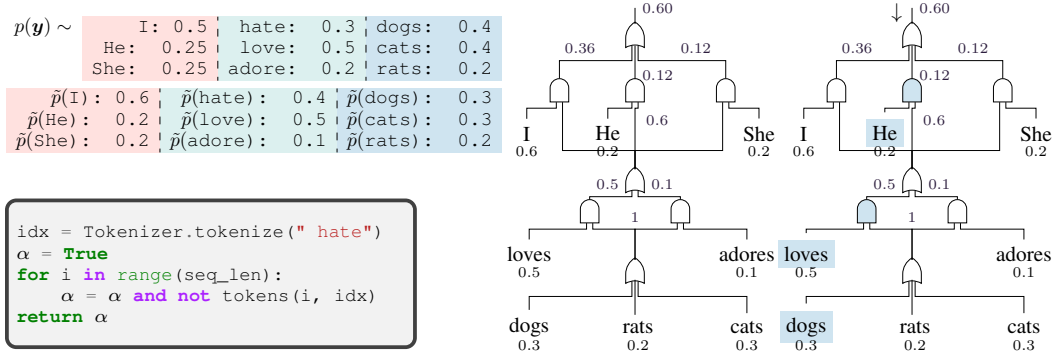 p(y) ∼ I: 0.5 hate: 0.3 dogs: 0.4
He: 0.25 love: 0.5 cats: 0.4
She: 0.25 adore: 0.2 rats: 0.2
p̃(I): 0.6 p̃(hate): 0.4 p̃(dogs): 0.3
p̃(He): 0.2 p̃(love): 0.5 p̃(cats): 0.3
p̃(She): 0.2 p̃(adore): 0.1 p̃(rats): 0.2
idx = Tokenizer.tokenize(" hate")
α = True
for i in range(seq_len):
α = α and not tokens(i, idx)
return α
0.60
0.36 0.12
0.12
I He She
0.6 0.2 0.2
0.6
0.5 0.1
1
loves adores
0.5 0.1
dogs rats cats
0.3 0.2 0.3
↓ 0.60
0.36 0.12
0.12
I He She
0.6 0.2 0.2
0.6
0.5 0.1
1
loves adores
0.5 0.1
dogs rats cats
0.3 0.2 0.3